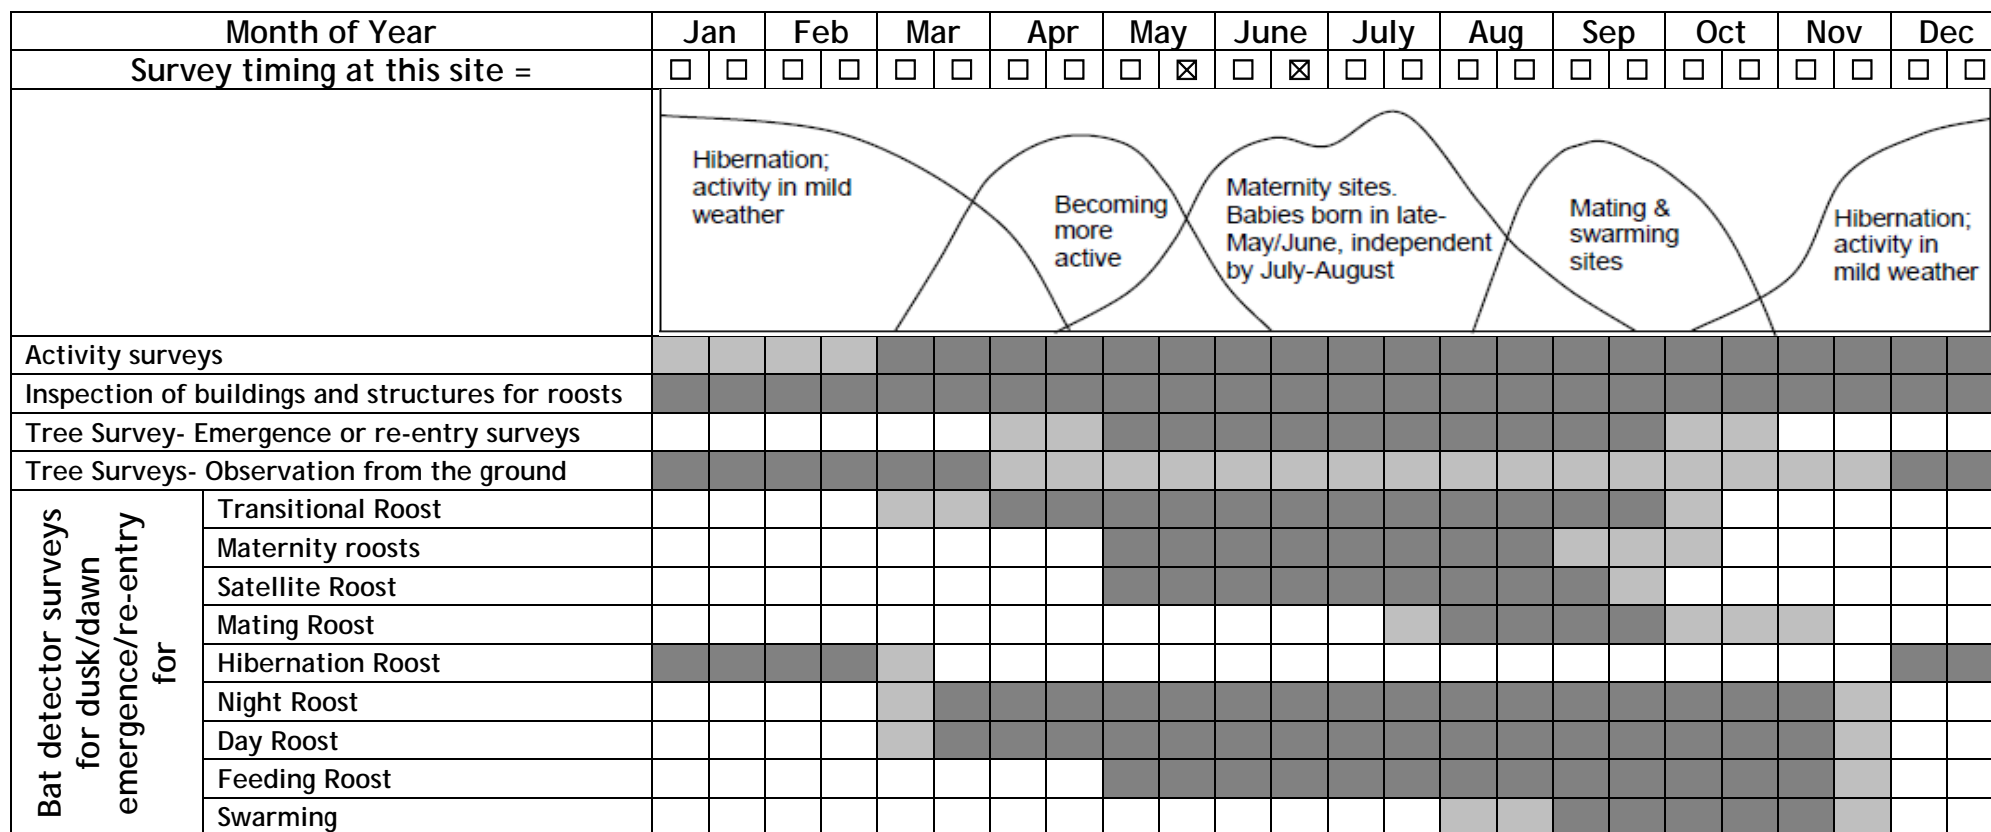 Month of Year Jan Feb Mar Apr May June July Aug Sep Oct Nov Dec
Survey timing at this site = ☐ ☐ ☐ ☐ ☐ ☐ ☐ ☐ ☐ ☒ ☐ ☒ ☐ ☐ ☐ ☐ ☐ ☐ ☐ ☐ ☐ ☐ ☐ ☐
Hibernation;
activity in mild
weather
Becoming
more
active
Maternity sites.
Babies born in late-
May/June, independent
by July-August
Mating &
swarming
sites
Hibernation;
activity in
mild weather
Activity surveys
Inspection of buildings and structures for roosts
Tree Survey- Emergence or re-entry surveys
Tree Surveys- Observation from the ground
Bat detector surveys
for dusk/dawn
emergence/re-entry
for
Transitional Roost
Maternity roosts
Satellite Roost
Mating Roost
Hibernation Roost
Night Roost
Day Roost
Feeding Roost
Swarming